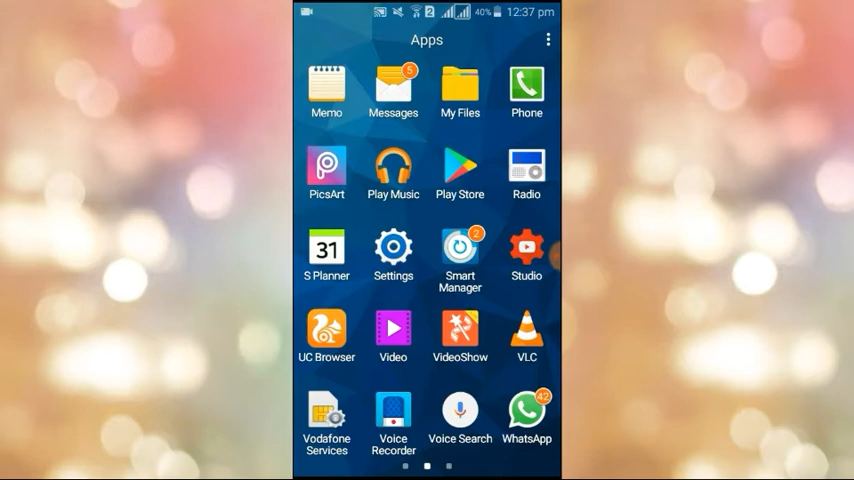 2 40% 12:37 pm
Apps
5
Memo Messages My Files Phone
PicsArt Play Music Play Store Radio
31 2
S Planner Settings Smart Manager Studio
UC Browser Video VideoShow VLC
42
Vodafone Services Voice Recorder Voice Search WhatsApp